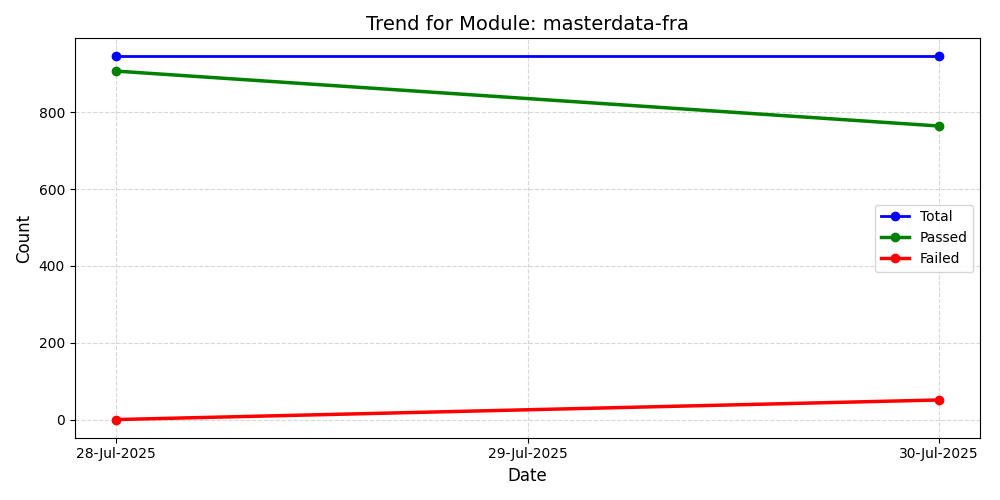 Trend for Module: masterdata-fra
Count
800
600
400
200
0
Total
Passed
Failed
28-Jul-2025
29-Jul-2025
30-Jul-2025
Date